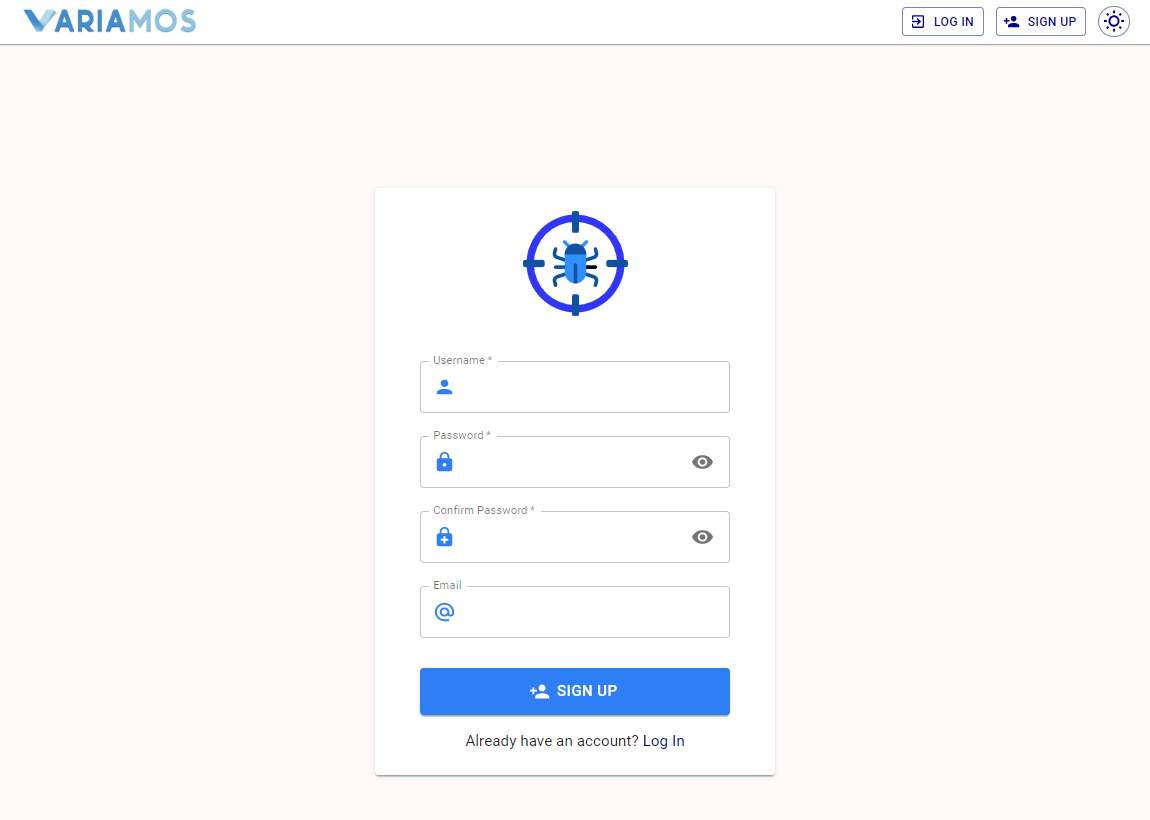 VARIAMOS
LOG IN
SIGN UP
Username *
Password *
Confirm Password *
Email
SIGN UP
Already have an account? Log In